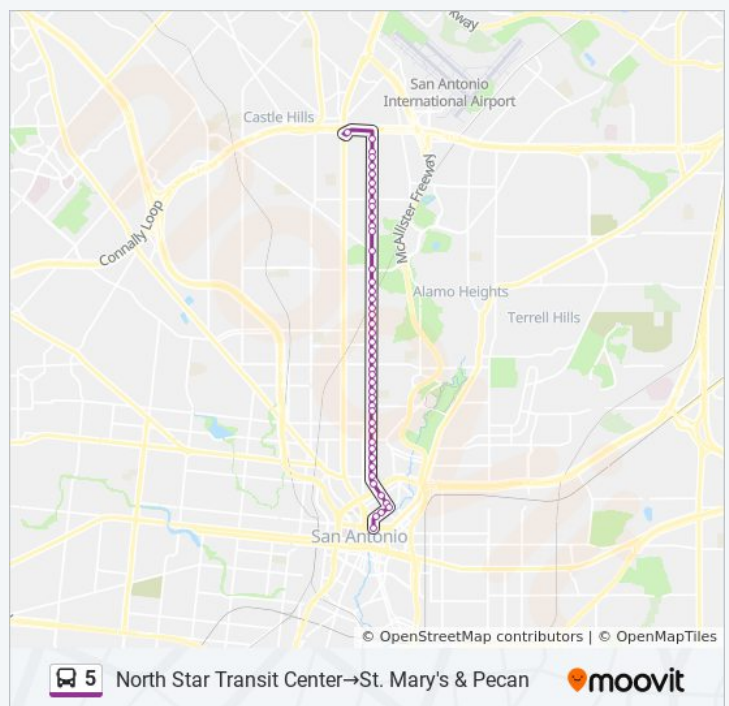 kway
San Antonio
International Airport
Castle Hills
McAllister Freeway
Connally Loop
Alamo Heights
Terrell Hills
San Antonio
© OpenStreetMap contributors | © OpenMapTiles
5 North Star Transit Center→St. Mary's & Pecan
moovit